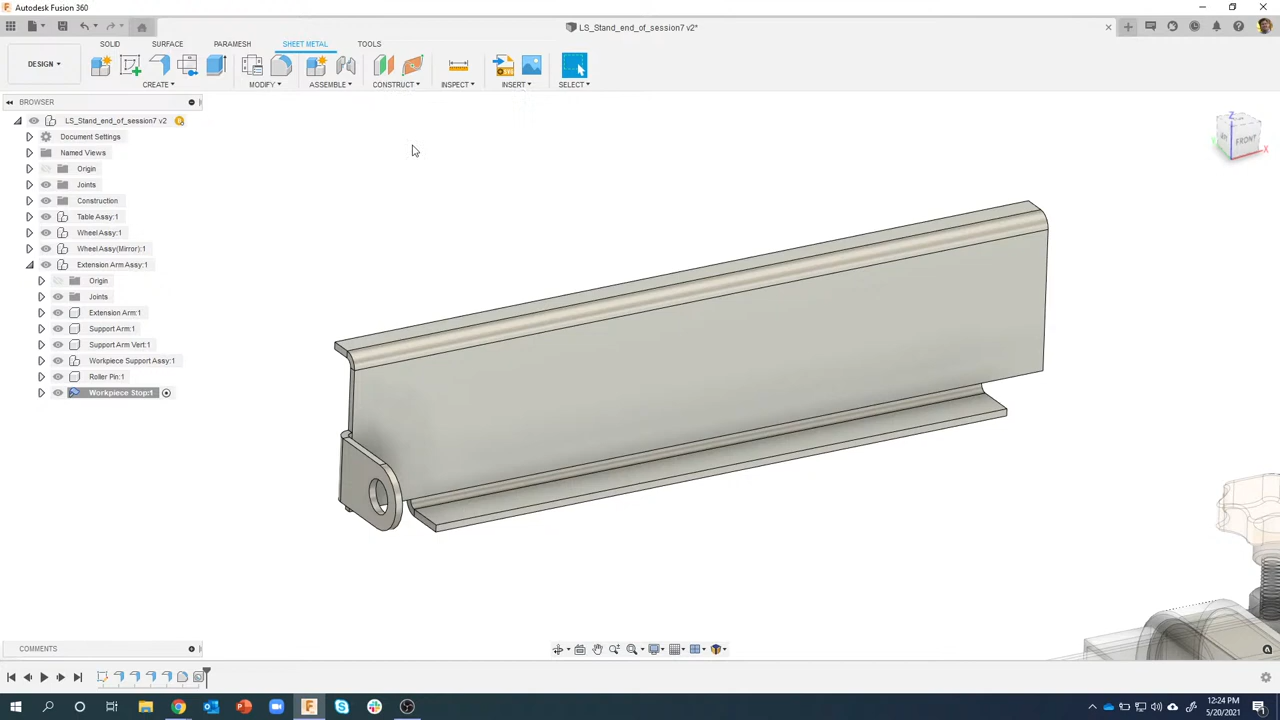 Autodesk Fusion 360
LS_Stand_end_of_session7 v2*
SOLID SURFACE PARAMESH SHEET METAL TOOLS
DESIGN
CREATE MODIFY ASSEMBLE CONSTRUCT INSPECT INSERT SELECT
BROWSER
LS_Stand_end_of_session7 v2
Document Settings
Named Views
Origin
Joints
Construction
Table Assy:1
Wheel Assy:1
Wheel Assy(Mirror):1
Extension Arm Assy:1
Origin
Joints
Extension Arm:1
Support Arm:1
Support Arm Vert:1
Workpiece Support Assy:1
Roller Pin:1
Workpiece Stop:1
Z
FRONT
X
COMMENTS
12:24 PM
5/20/2021